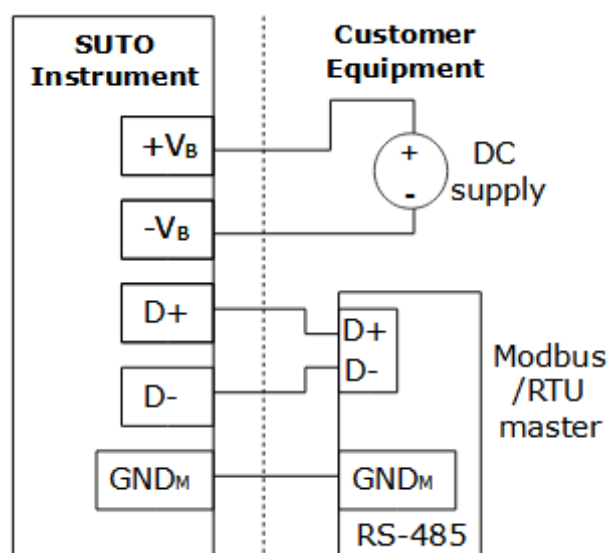 SUTO
Instrument
Customer
Equipment
+VB
+
-
DC
supply
-VB
D+
D-
GNDM
D+
D-
GNDM
RS-485
Modbus
/RTU
master